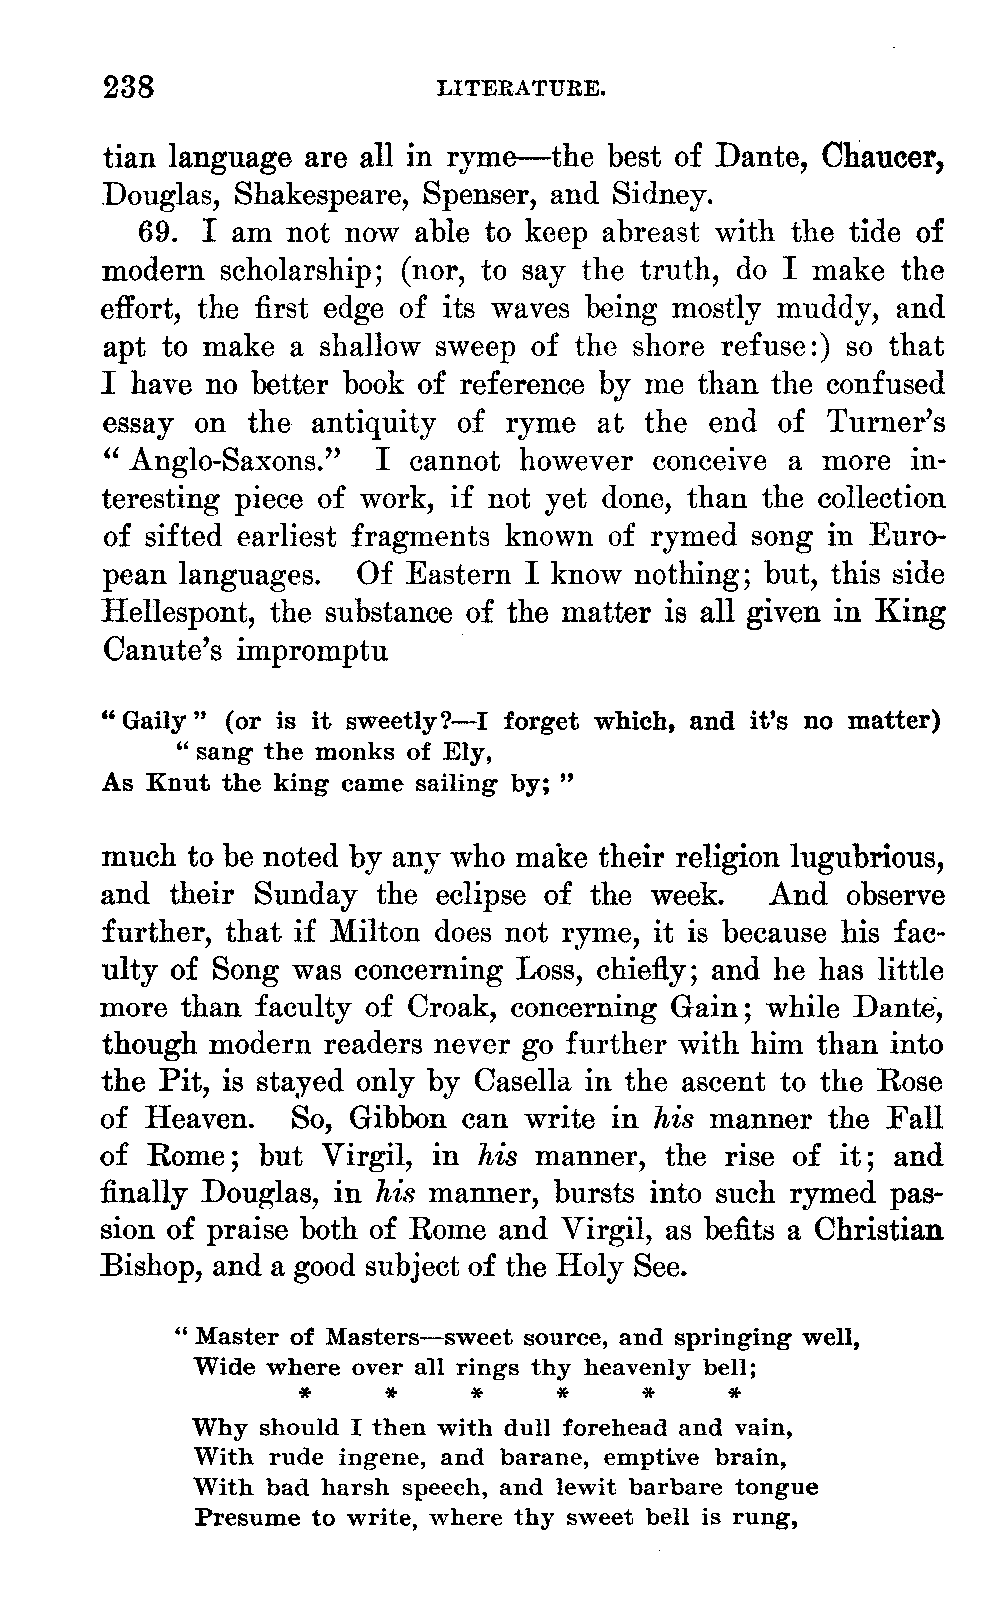 238 LITERATURE.
tian language are all in ryme—the best of Dante, Chaucer,
Douglas, Shakespeare, Spenser, and Sidney.
69. I am not now able to keep abreast with the tide of
modern scholarship; (nor, to say the truth, do I make the
effort, the first edge of its waves being mostly muddy, and
apt to make a shallow sweep of the shore refuse:) so that
I have no better book of reference by me than the confused
essay on the antiquity of ryme at the end of Turner's
“ Anglo-Saxons.” I cannot however conceive a more in-
teresting piece of work, if not yet done, than the collection
of sifted earliest fragments known of rymed song in Euro-
pean languages. Of Eastern I know nothing; but, this side
Hellespont, the substance of the matter is all given in King
Canute's impromptu
“ Gaily ” (or is it sweetly?—I forget which, and it's no matter)
“ sang the monks of Ely,
As Knut the king came sailing by; ”
much to be noted by any who make their religion lugubrious,
and their Sunday the eclipse of the week. And observe
further, that if Milton does not ryme, it is because his fac-
ulty of Song was concerning Loss, chiefly; and he has little
more than faculty of Croak, concerning Gain; while Dante,
though modern readers never go further with him than into
the Pit, is stayed only by Casella in the ascent to the Rose
of Heaven. So, Gibbon can write in his manner the Fall
of Rome; but Virgil, in his manner, the rise of it; and
finally Douglas, in his manner, bursts into such rymed pas-
sion of praise both of Rome and Virgil, as befits a Christian
Bishop, and a good subject of the Holy See.
“ Master of Masters—sweet source, and springing well,
Wide where over all rings thy heavenly bell;
* * * * * *
Why should I then with dull forehead and vain,
With rude ingene, and barane, emptive brain,
With bad harsh speech, and lewit barbare tongue
Presume to write, where thy sweet bell is rung,